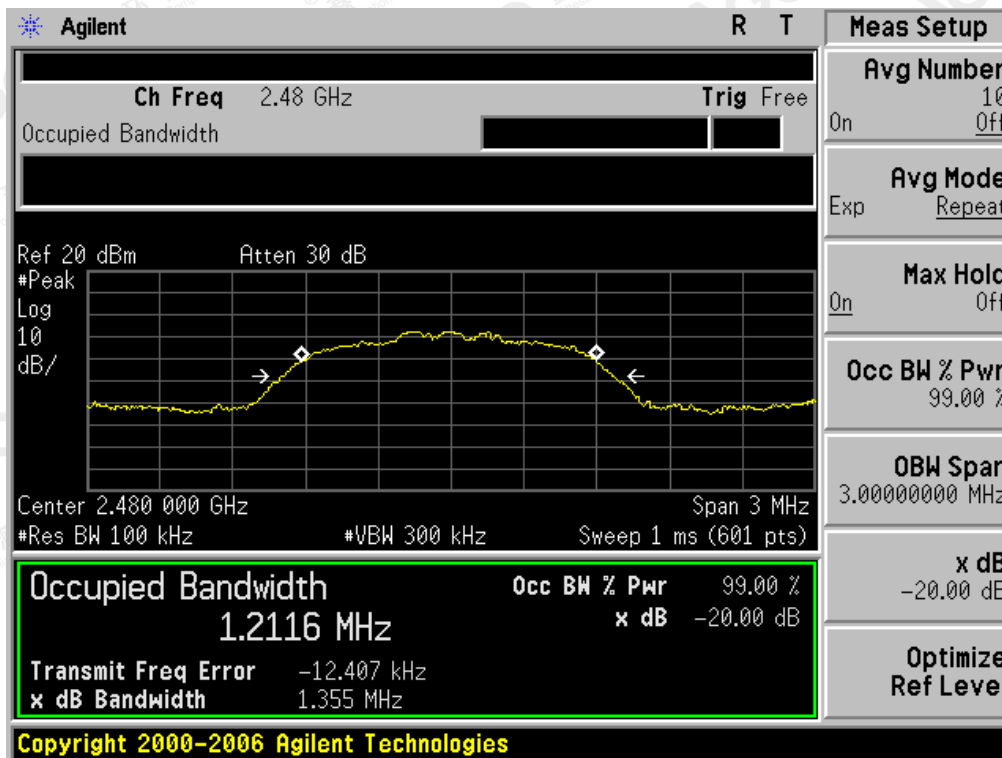 Agilent R T
Meas Setup
Ch Freq 2.48 GHz Trig Free
Occupied Bandwidth
Ref 20 dBm Atten 30 dB
#Peak
Log
10
dB/
Center 2.480 000 GHz Span 3 MHz
#Res BW 100 kHz #VBW 300 kHz Sweep 1 ms (601 pts)
Occupied Bandwidth Occ BW % Pwr 99.00 %
1.2116 MHz x dB -20.00 dB
Transmit Freq Error -12.407 kHz
x dB Bandwidth 1.355 MHz
Copyright 2000-2006 Agilent Technologies
Avg Number
10
On Off
Avg Mode
Exp Repeat
Max Hold
On Off
Occ BW % Pwr
99.00 %
OBW Span
3.00000000 MHz
x dB
-20.00 dB
Optimize
Ref Level